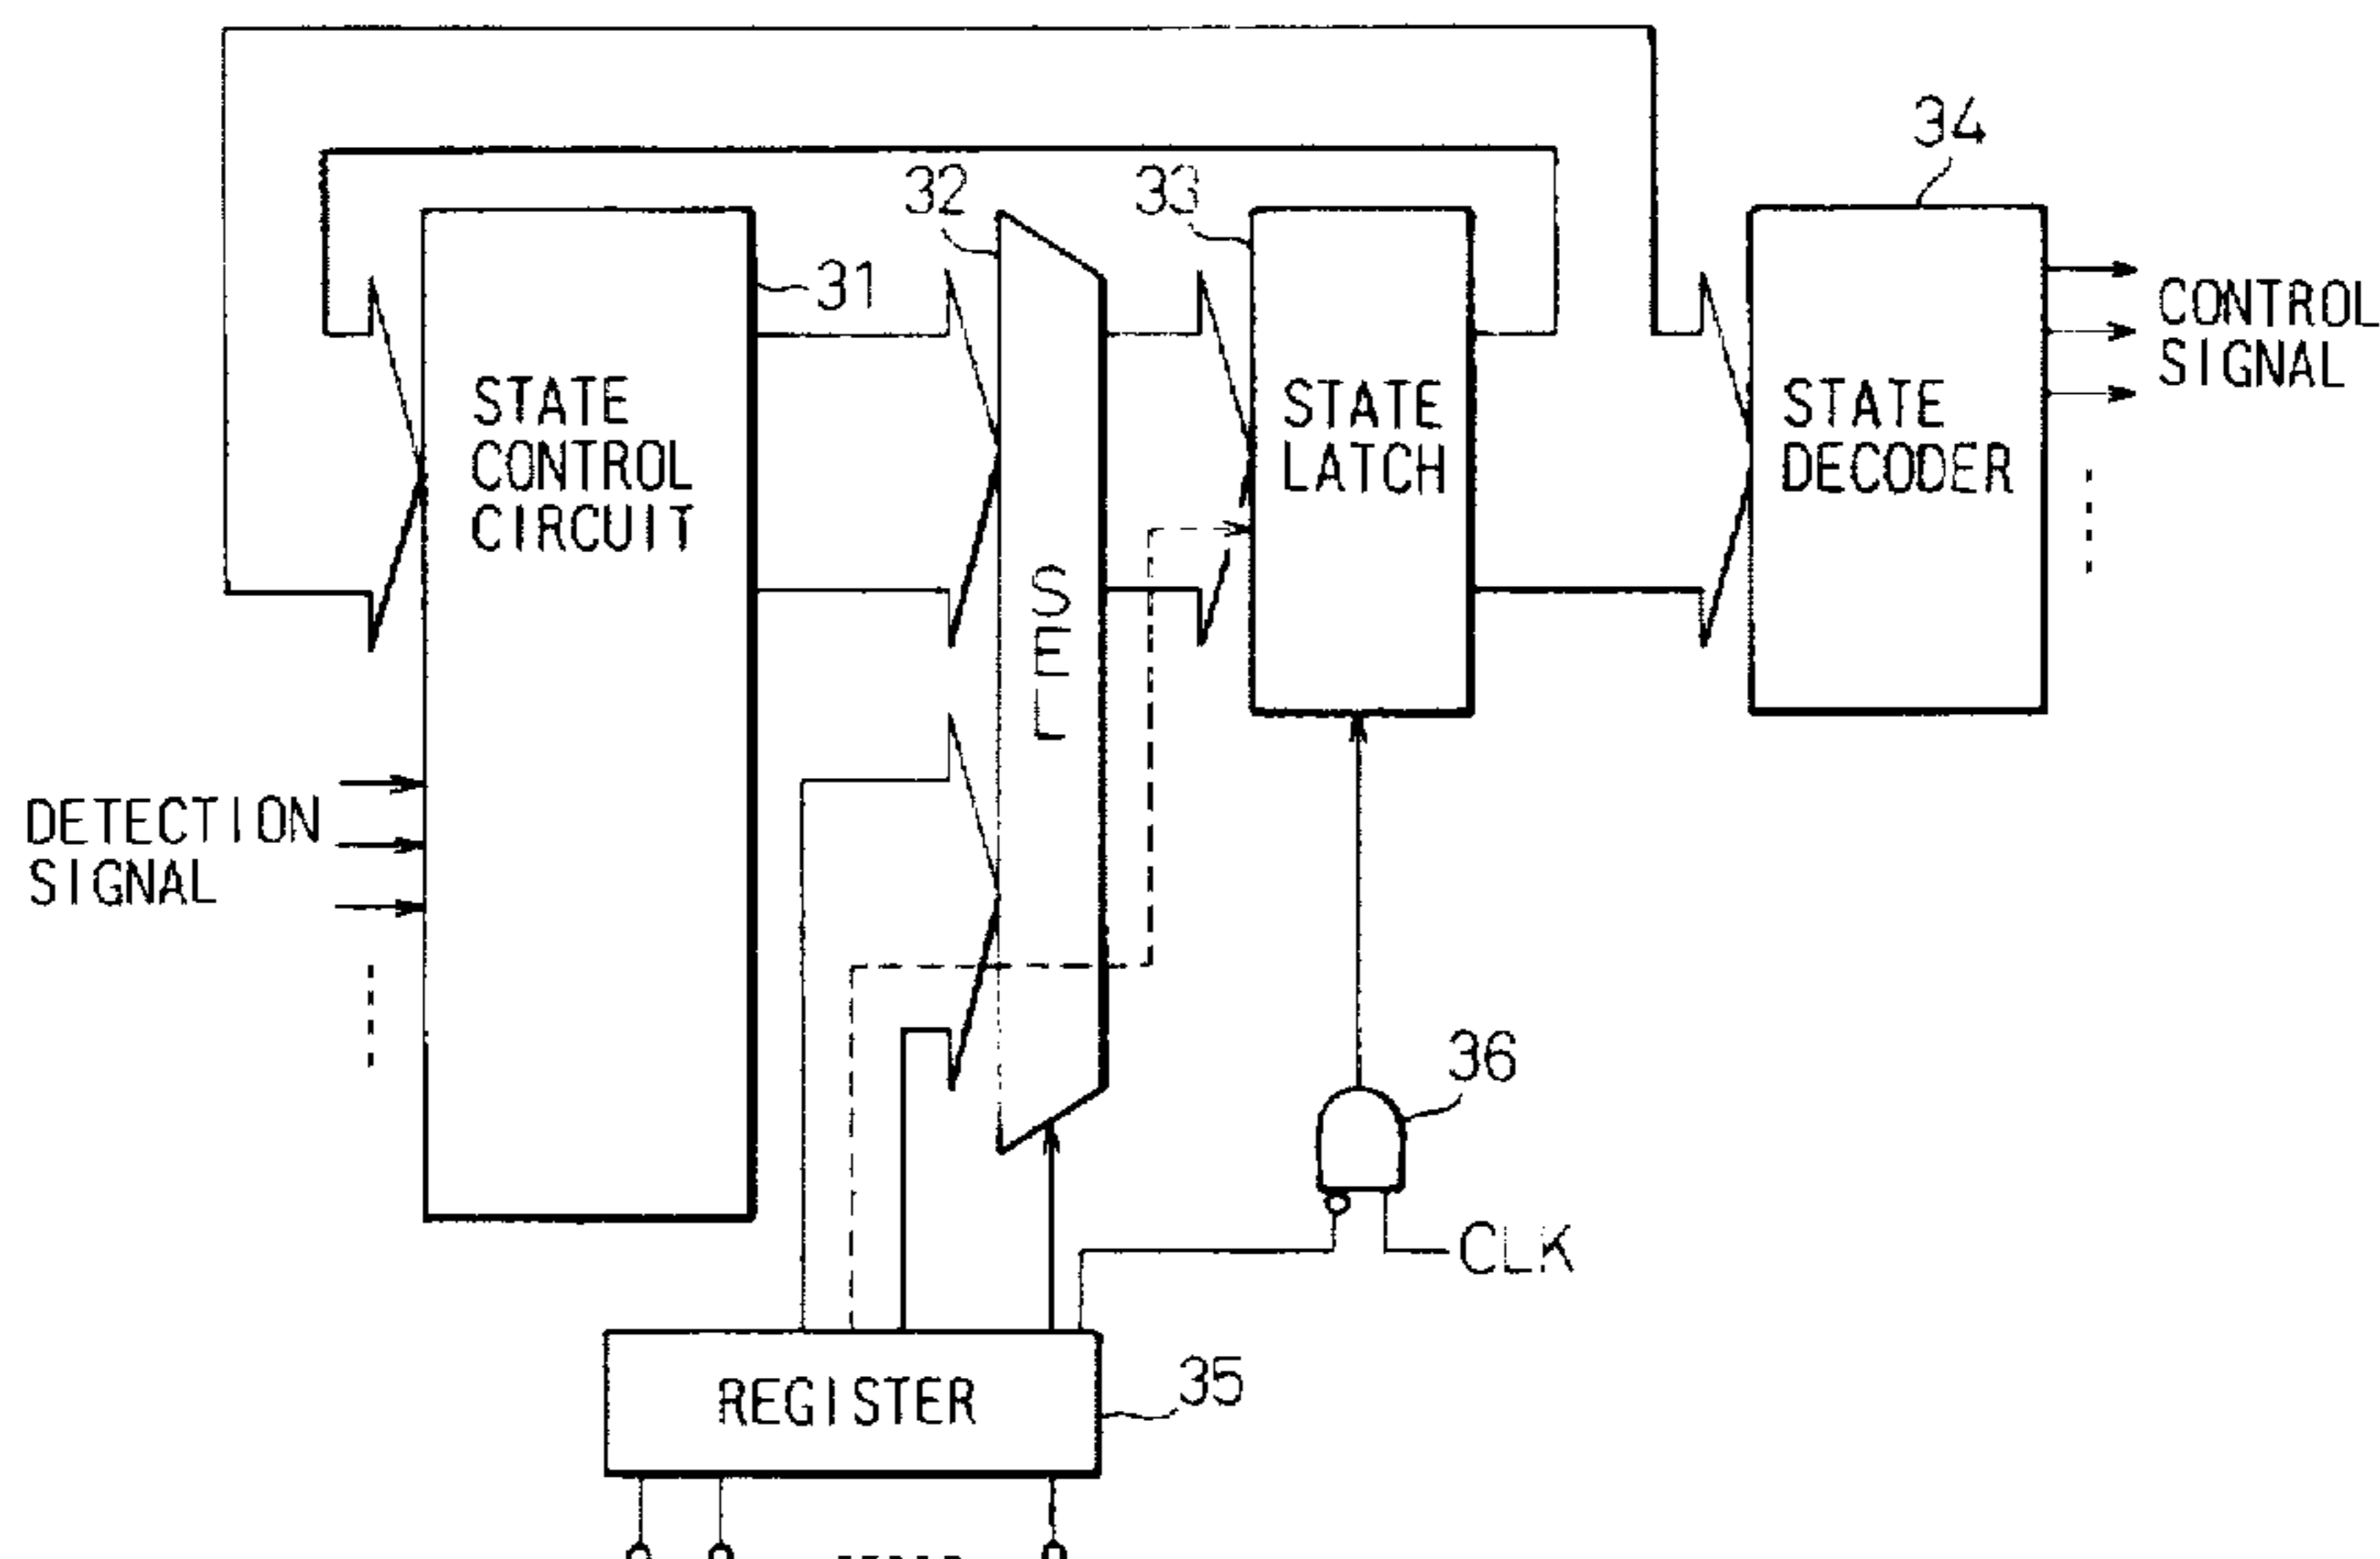 34
32
33
31
CONTROL
SIGNAL
STATE
CONTROL
CIRCUIT
STATE
LATCH
STATE
DECODER
SEL
DETECTION
SIGNAL
36
CLK
35
REGISTER